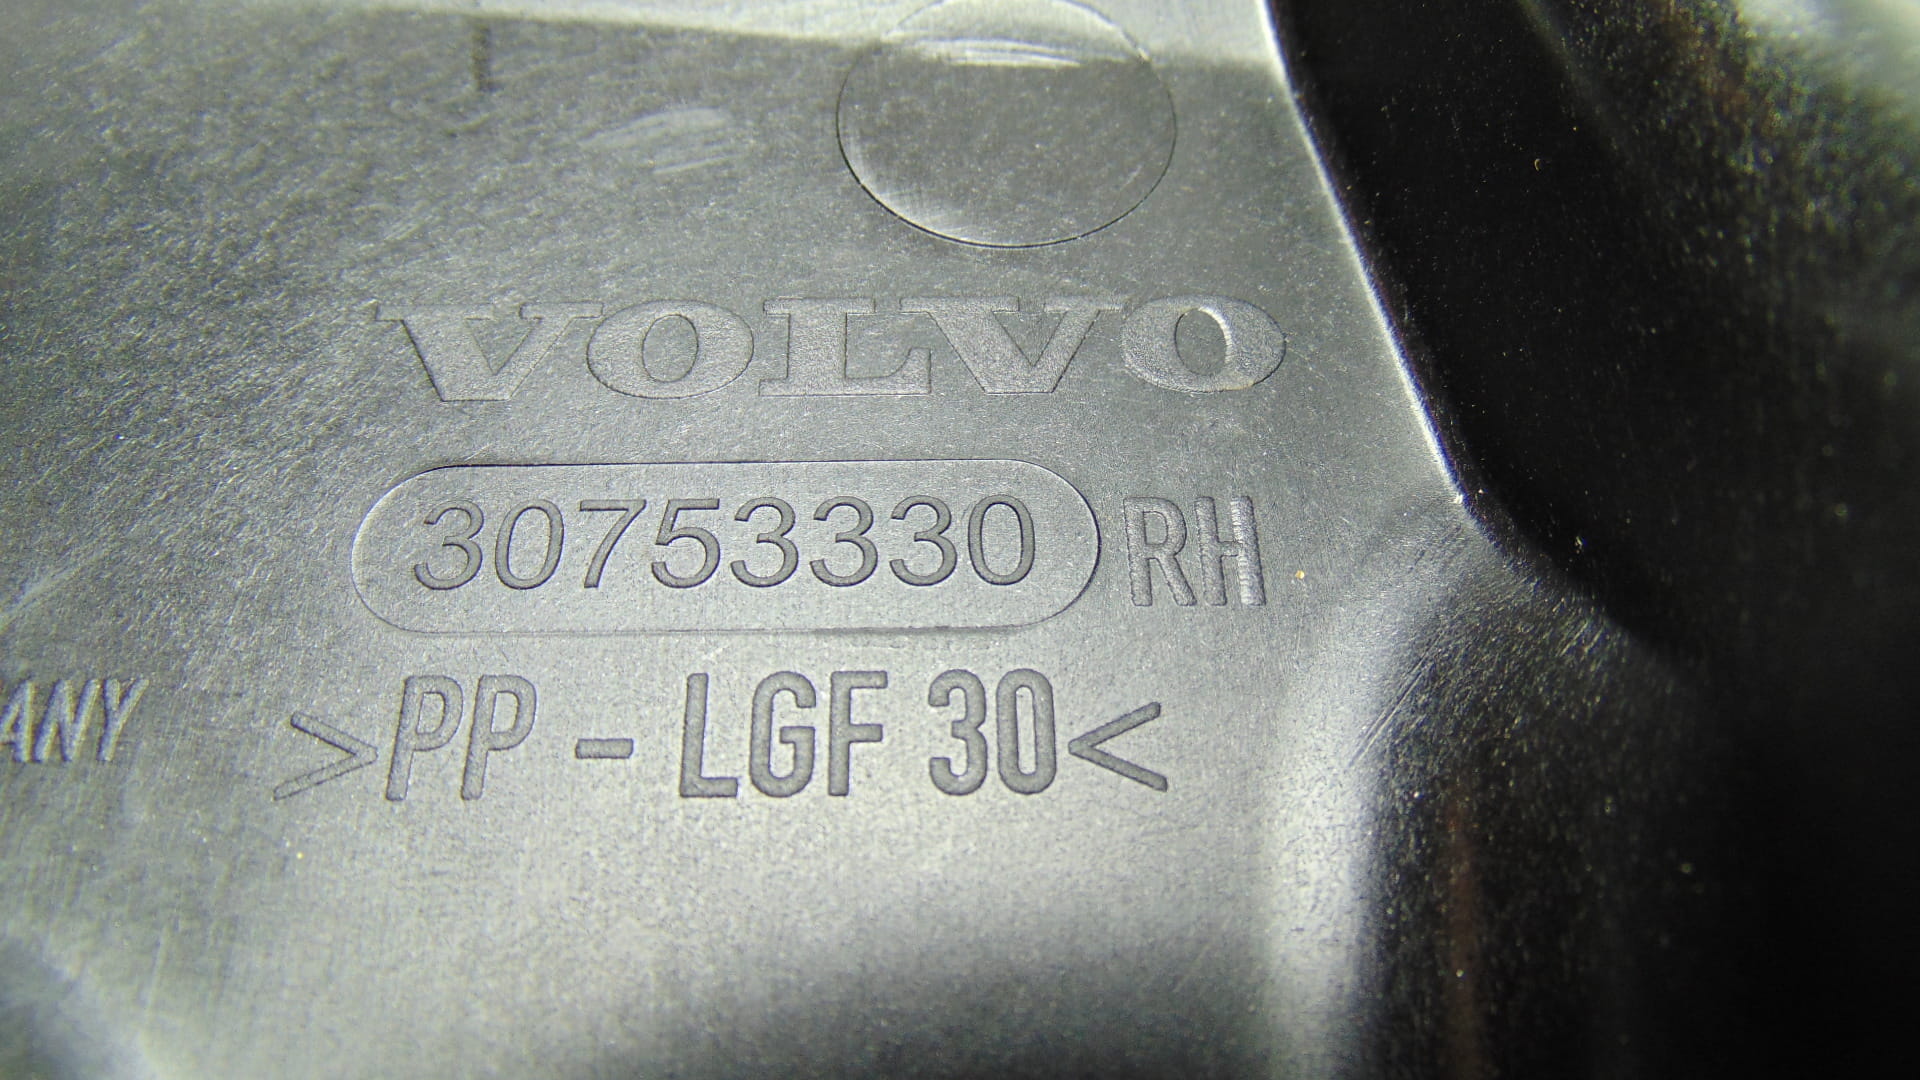 VOLVO
30753330 RH
ANY
>PP - LGF 30<